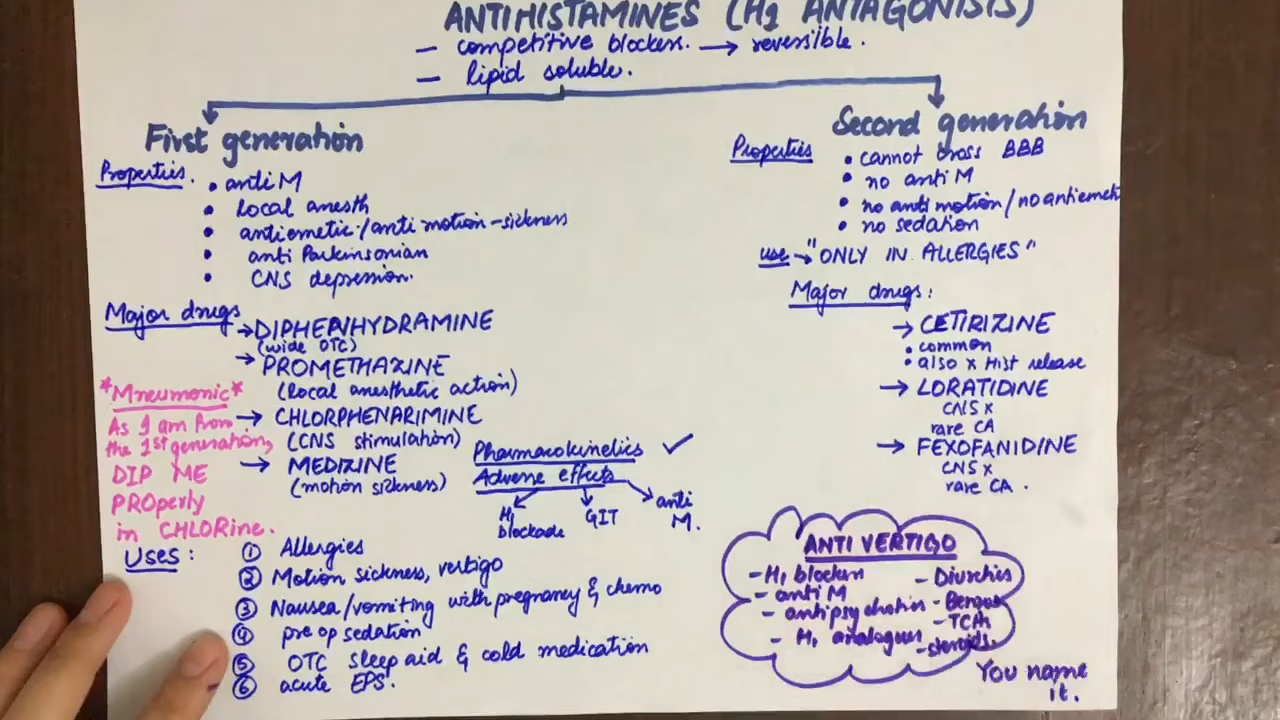 ANTIHISTAMINES (H1 ANTAGONISTS)
— competitive blockers. → reversible.
— lipid soluble.
First generation
Properties.
• anti M
• local anesth
• antiemetic/anti motion-sickness
• anti Parkinsonian
• CNS depression.
Major drugs
→ DIPHENHYDRAMINE
(wide OTC)
→ PROMETHAZINE
(local anesthetic action)
→ CHLORPHENARIMINE
(CNS stimulation)
→ MEDIZINE
(motion sickness)
*Mneumonic*
As I am from
the 1st generation,
DIP ME
PROperly
in CHLORine.
Pharmacokinetics ✓
Adverse effects
H1
blockade
GIT
anti
M.
Uses:
① Allergies
② Motion sickness, vertigo
③ Nausea/vomiting with pregnancy & chemo
④ pre op sedation
⑤ OTC sleep aid & cold medication
⑥ acute EPS.
Second generation
Properties
• cannot cross BBB
• no anti M
• no anti motion/no antiemeti
• no sedation
use → "ONLY IN ALLERGIES"
Major drugs:
→ CETIRIZINE
• common
• also x Hist release
→ LORATIDINE
CNS x
rare CA
→ FEXOFANIDINE
CNS x
rare CA.
ANTI VERTIGO
– H1 blockers
– anti M
– antipsychotics
– H1 analogues
– Diuretics
– Benzos
– TCAs
– steroids.
You name
it.